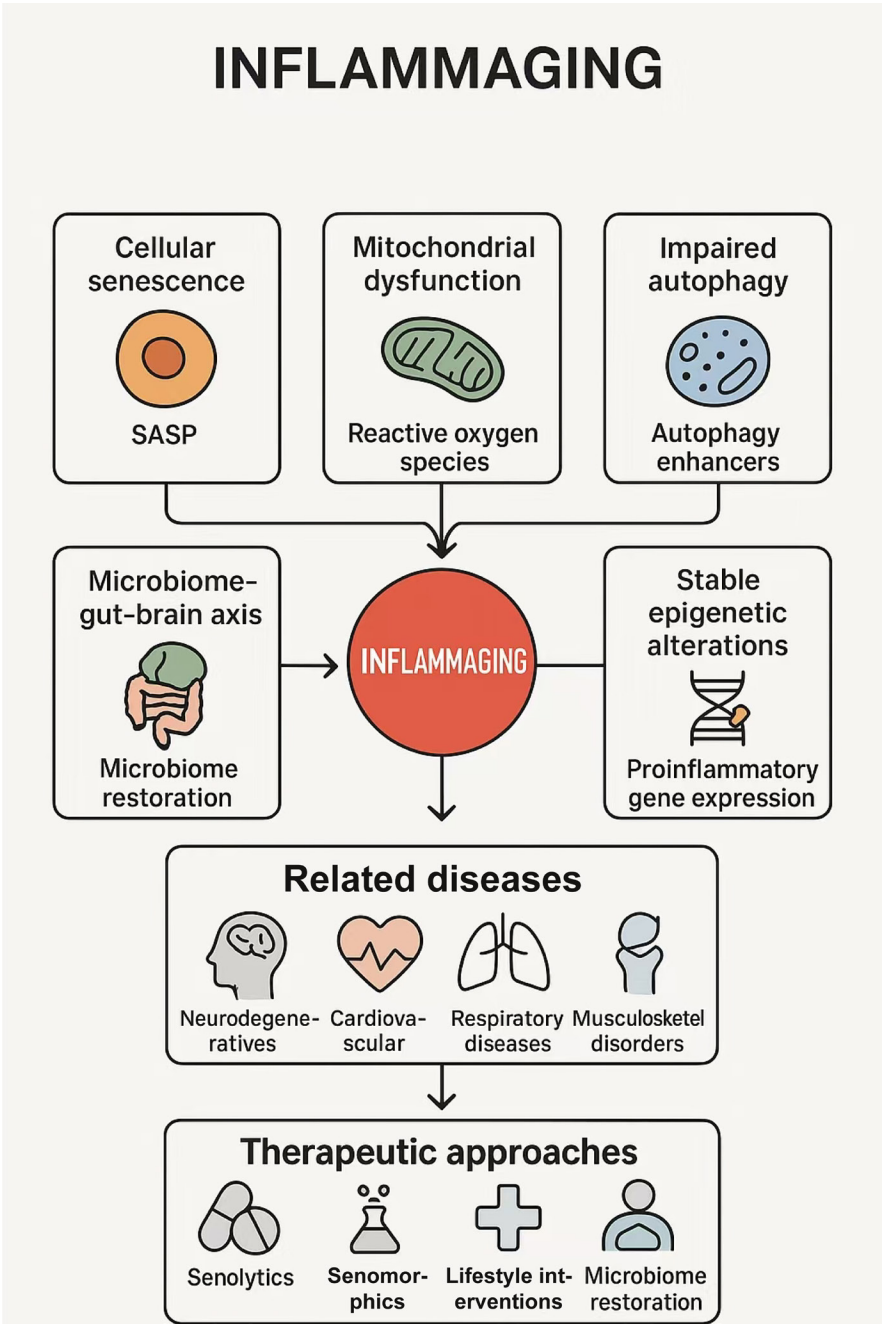 INFLAMMAGING
Cellular
senescence
SASP
Mitochondrial
dysfunction
Reactive oxygen
species
Impaired
autophagy
Autophagy
enhancers
Microbiome-
gut-brain axis
Microbiome
restoration
INFLAMMAGING
Stable
epigenetic
alterations
Proinflammatory
gene expression
Related diseases
Neurodegene-
ratives
Cardiova-
scular
Respiratory
diseases
Musculosketel
disorders
Therapeutic approaches
Senolytics
Senomor-
phics
Lifestyle int-
erventions
Microbiome
restoration